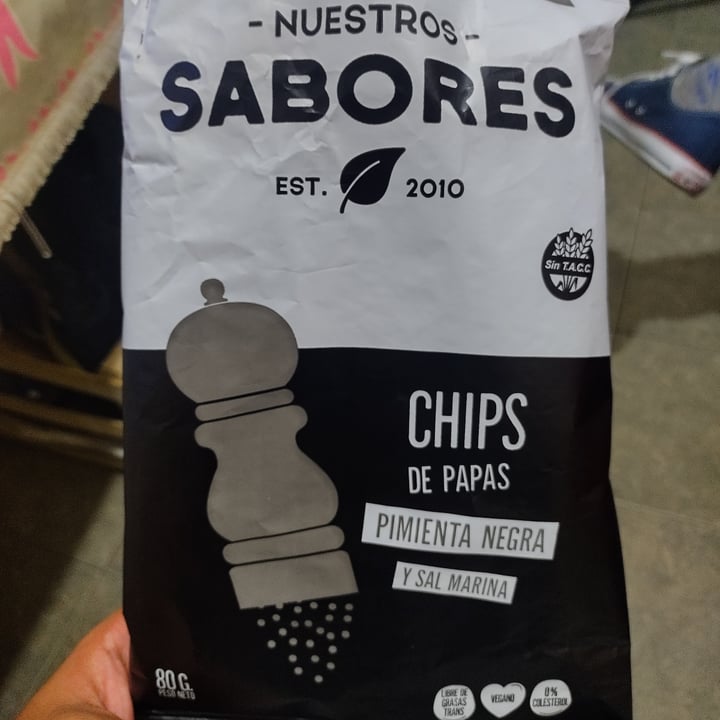 - NUESTROS -
SABORES
EST. 2010
Sin T.A.C.C.
CHIPS
DE PAPAS
PIMIENTA NEGRA
Y SAL MARINA
80 G.
PESO NETO
LIBRE DE
GRASAS
TRANS
VEGANO
0%
COLESTEROL